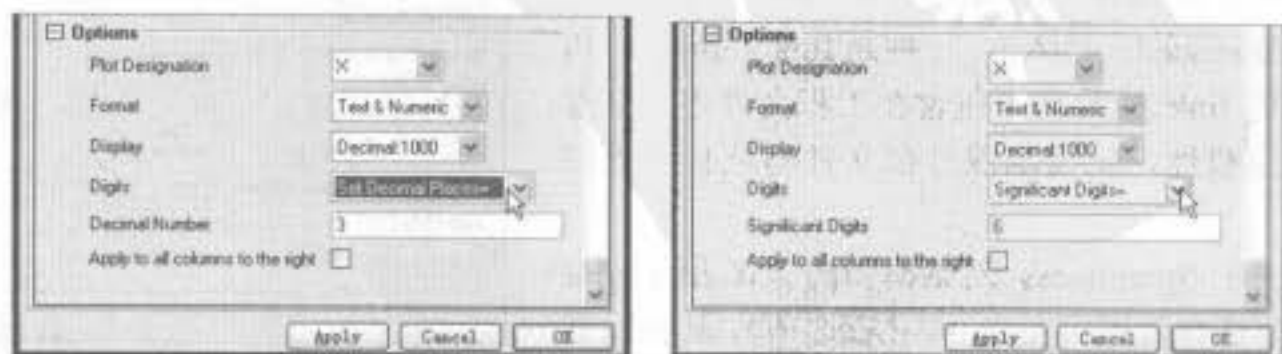 Options
Plot Designation X
Format Text & Numeric
Display Decimal:1000
Digits Set Decimal Places=
Decimal Number 3
Apply to all columns to the right
Apply Cancel OK
Options
Plot Designation X
Format Text & Numeric
Display Decimal:1000
Digits Significant Digits=
Significant Digits 6
Apply to all columns to the right
Apply Cancel OK